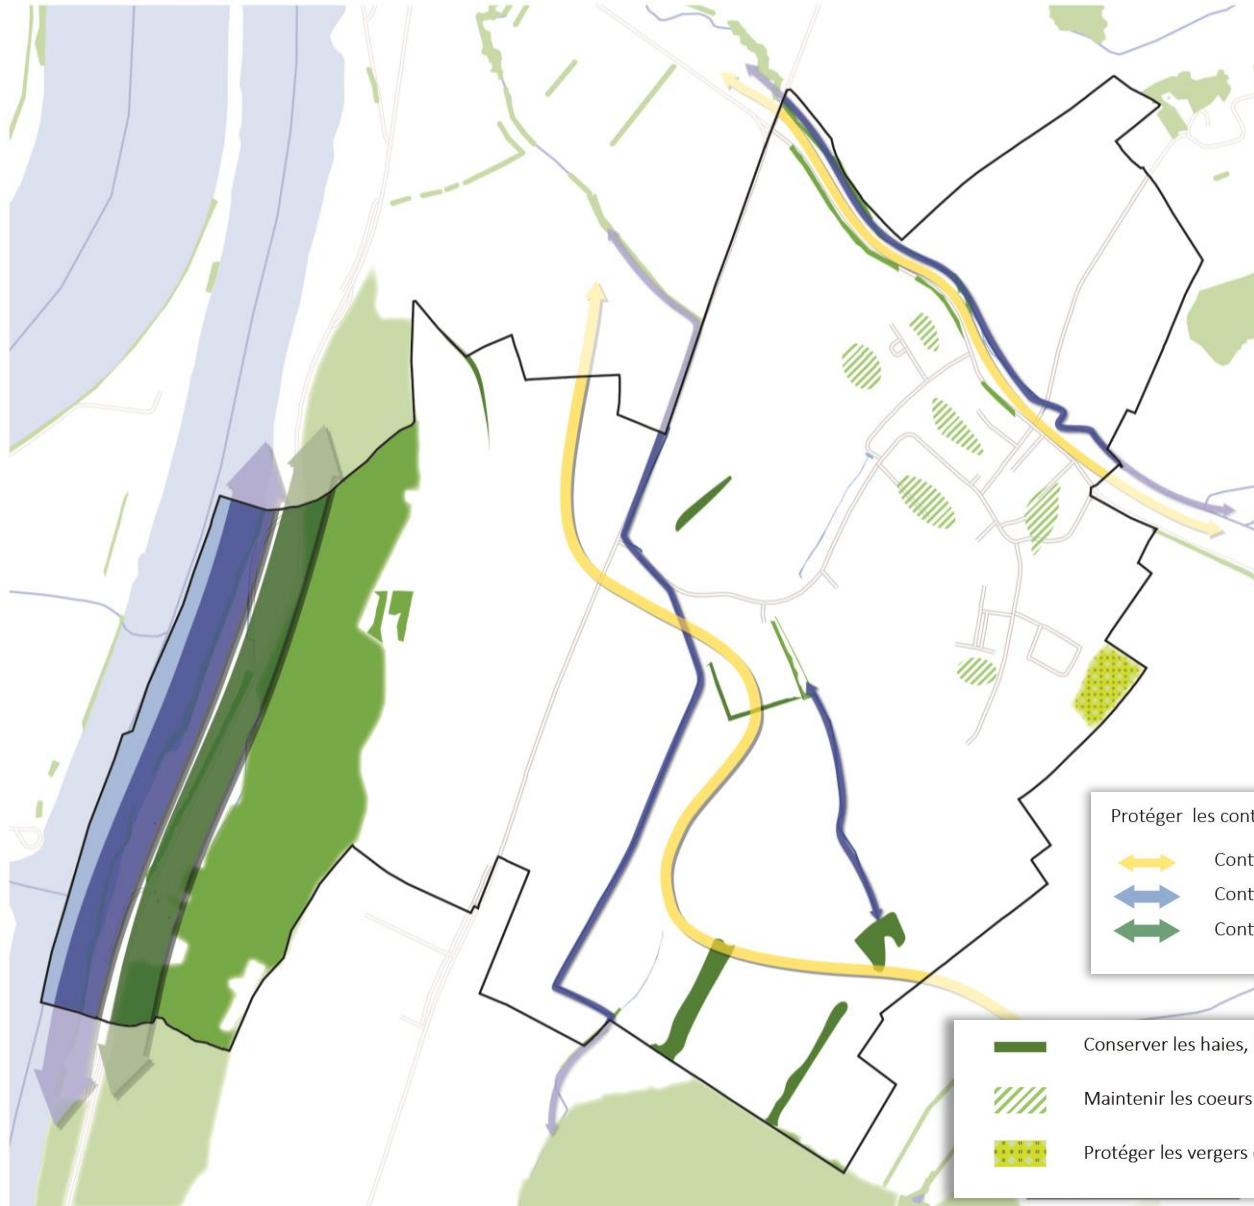 Protéger les cont
Cont
Cont
Cont
Conserver les haies,
Maintenir les coeurs
Protéger les vergers